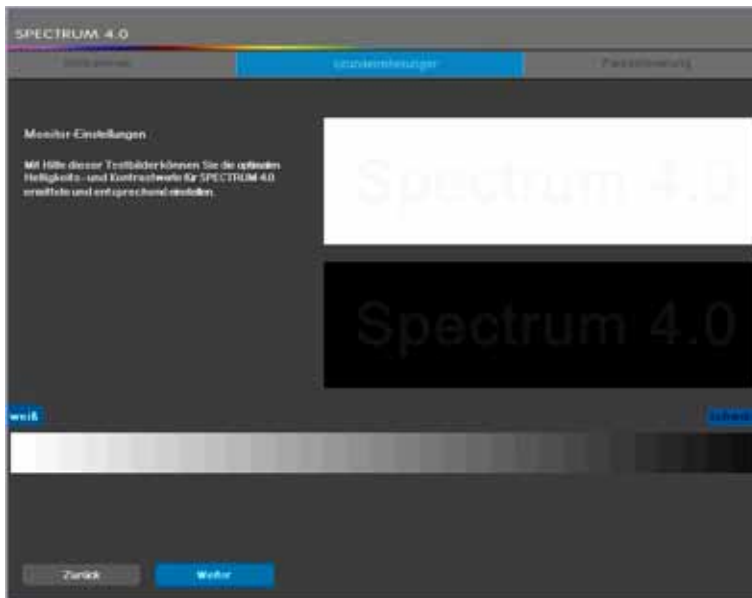 SPECTRUM 4.0
Grundeinstellungen
Monitor-Einstellungen
Mit Hilfe dieser Testbilder können Sie die optimalen
Helligkeits- und Kontrastwerte für SPECTRUM 4.0
ermitteln und entsprechend einstellen.
Spectrum 4.0
Spectrum 4.0
weiß
Zurück
Weiter